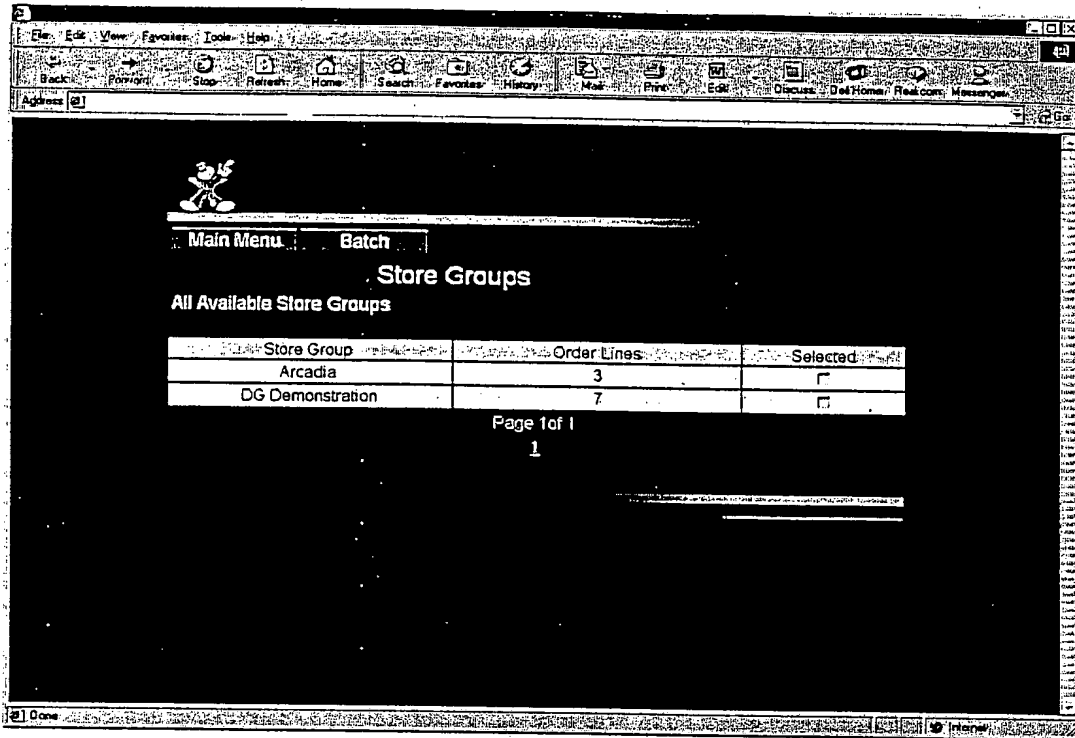 File Edit View Favorites Tools Help
Back Forward Stop Refresh Home Search Favorites History Mail Print Edit Discuss Dell Home Real.com Messenger
Address Go
Main Menu Batch
Store Groups
All Available Store Groups
Store Group Order Lines Selected
Arcadia 3
DG Demonstration 7
Page 1of 1
1
Done Internet